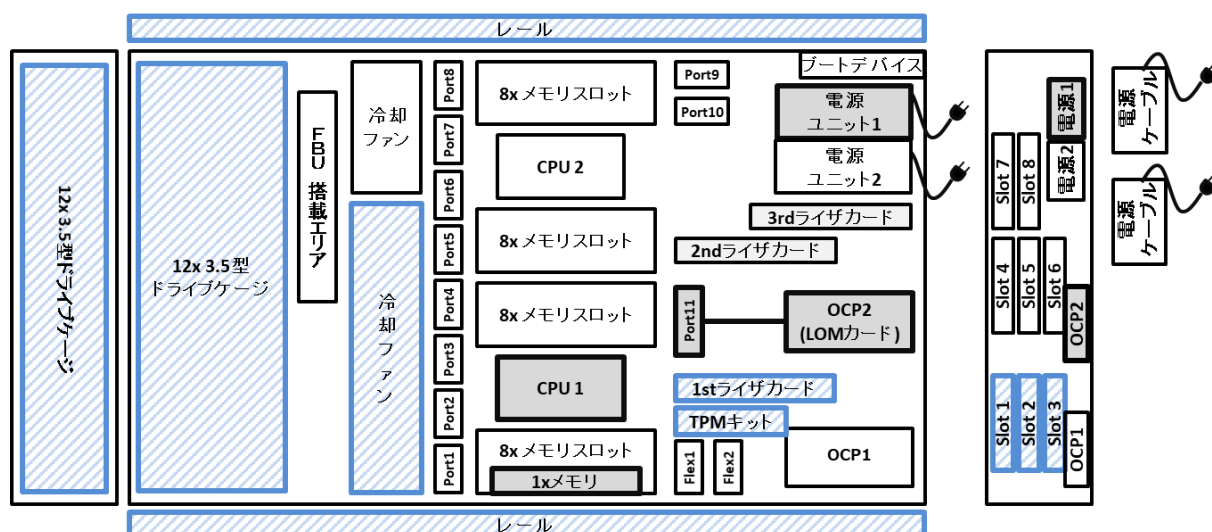 レール
12x 3.5型ドライブケージ
12x 3.5型
ドライブケージ
FBU 搭載エリア
冷却
ファン
冷却ファン
Port8
Port7
Port6
Port5
Port4
Port3
Port2
Port1
8x メモリスロット
CPU 2
8x メモリスロット
8x メモリスロット
CPU 1
8x メモリスロット
1xメモリ
Port9
Port10
ブートデバイス
電源
ユニット1
電源
ユニット2
3rdライザカード
2ndライザカード
Port11
OCP2
(LOMカード)
1stライザカード
TPMキット
Flex1
Flex2
OCP1
レール
電源1
電源2
Slot 7
Slot 8
Slot 4
Slot 5
Slot 6
OCP2
Slot 1
Slot 2
Slot 3
OCP1
電源
ケーブル
電源
ケーブル